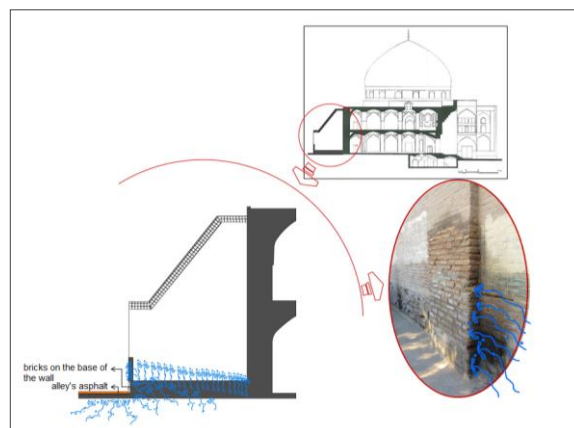 bricks on the base of
the wall
alley's asphalt